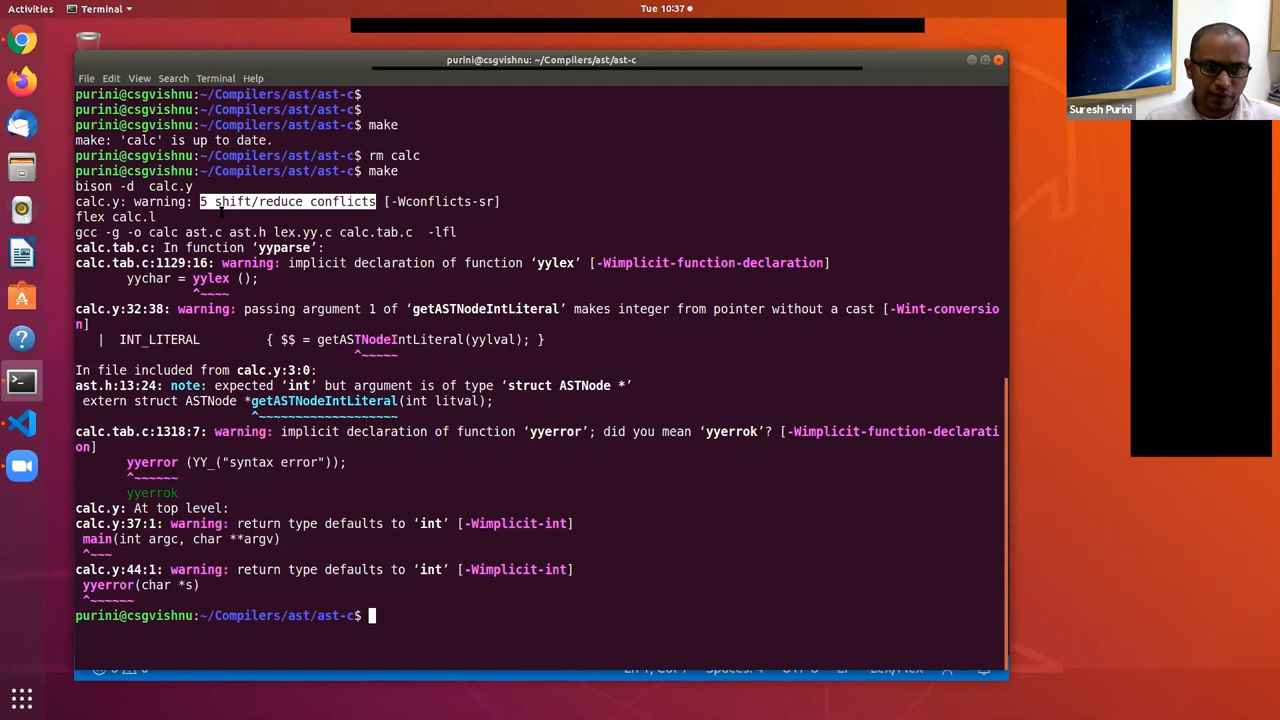 Activities
Terminal
Tue 10:37
Suresh Purini
purini@csgvishnu: ~/Compilers/ast/ast-c
File Edit View Search Terminal Help
purini@csgvishnu:~/Compilers/ast/ast-c$
purini@csgvishnu:~/Compilers/ast/ast-c$
purini@csgvishnu:~/Compilers/ast/ast-c$ make
make: 'calc' is up to date.
purini@csgvishnu:~/Compilers/ast/ast-c$ rm calc
purini@csgvishnu:~/Compilers/ast/ast-c$ make
bison -d  calc.y
calc.y: warning: 5 shift/reduce conflicts [-Wconflicts-sr]
flex calc.l
gcc -g -o calc ast.c ast.h lex.yy.c calc.tab.c  -lfl
calc.tab.c: In function ‘yyparse’:
calc.tab.c:1129:16: warning: implicit declaration of function ‘yylex’ [-Wimplicit-function-declaration]
yychar = yylex ();
^~~~~
calc.y:32:38: warning: passing argument 1 of ‘getASTNodeIntLiteral’ makes integer from pointer without a cast [-Wint-conversio
n]
|  INT_LITERAL         { $$ = getASTNodeIntLiteral(yylval); }
^~~~~~
In file included from calc.y:3:0:
ast.h:13:24: note: expected ‘int’ but argument is of type ‘struct ASTNode *’
extern struct ASTNode *getASTNodeIntLiteral(int litval);
^~~~~~~~~~~~~~~~~~~~
calc.tab.c:1318:7: warning: implicit declaration of function ‘yyerror’; did you mean ‘yyerrok’? [-Wimplicit-function-declarati
on]
yyerror (YY_("syntax error"));
^~~~~~~
yyerrok
calc.y: At top level:
calc.y:37:1: warning: return type defaults to ‘int’ [-Wimplicit-int]
main(int argc, char **argv)
^~~~
calc.y:44:1: warning: return type defaults to ‘int’ [-Wimplicit-int]
yyerror(char *s)
^~~~~~~
purini@csgvishnu:~/Compilers/ast/ast-c$